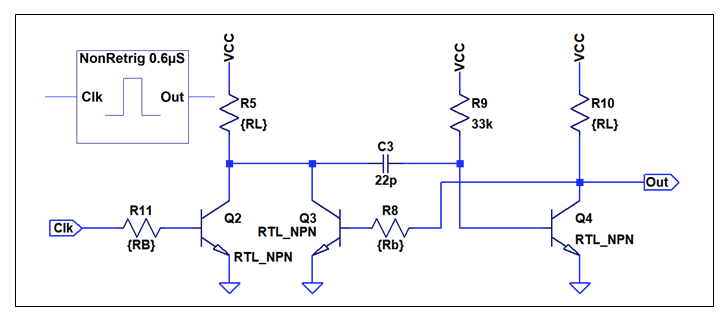 NonRetrig 0.6µS
Clk
Out
VCC
R5
{RL}
VCC
R9
33k
VCC
R10
{RL}
C3
22p
Out
R11
{RB}
Clk
Q2
RTL_NPN
Q3
RTL_NPN
R8
{Rb}
Q4
RTL_NPN